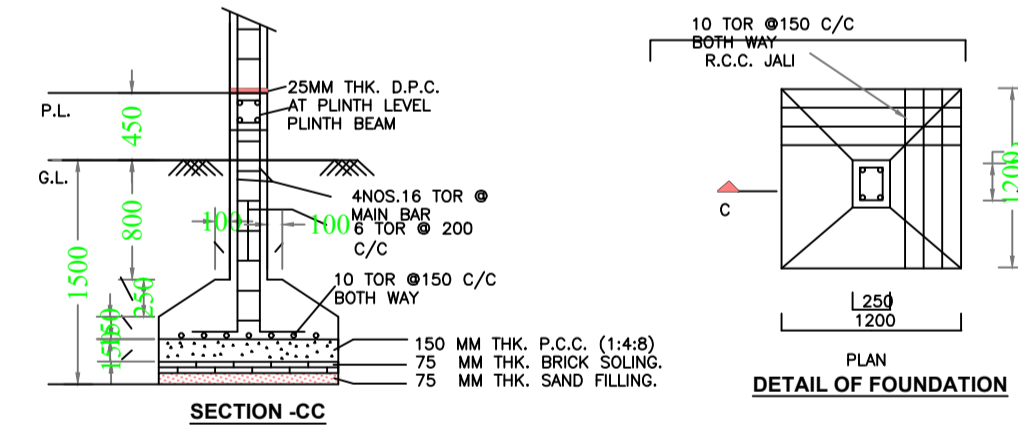 25MM THK. D.P.C.
AT PLINTH LEVEL
PLINTH BEAM
P.L.
450
G.L.
4NOS.16 TOR @
MAIN BAR
6 TOR @ 200
C/C
100
100
800
1500
250
10 TOR @150 C/C
BOTH WAY
150
150 MM THK. P.C.C. (1:4:8)
75 MM THK. BRICK SOLING.
75 MM THK. SAND FILLING.
SECTION -CC
10 TOR @150 C/C
BOTH WAY
R.C.C. JALI
C
1200
250
1200
PLAN
DETAIL OF FOUNDATION